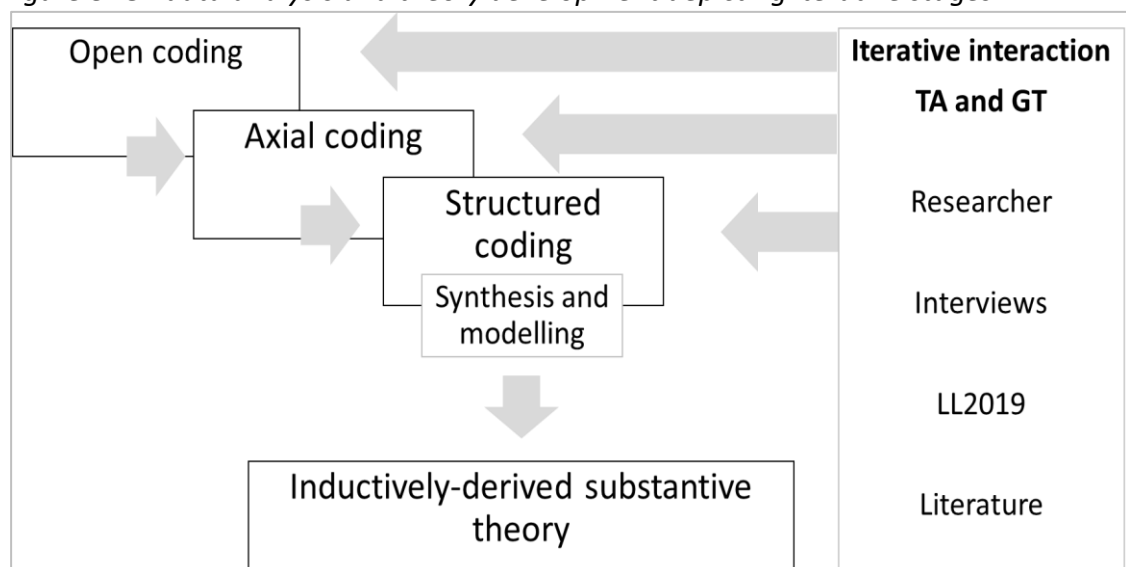 Open coding
Axial coding
Structured
coding
Synthesis and
modelling
Inductively-derived substantive
theory
Iterative interaction
TA and GT
Researcher
Interviews
LL2019
Literature